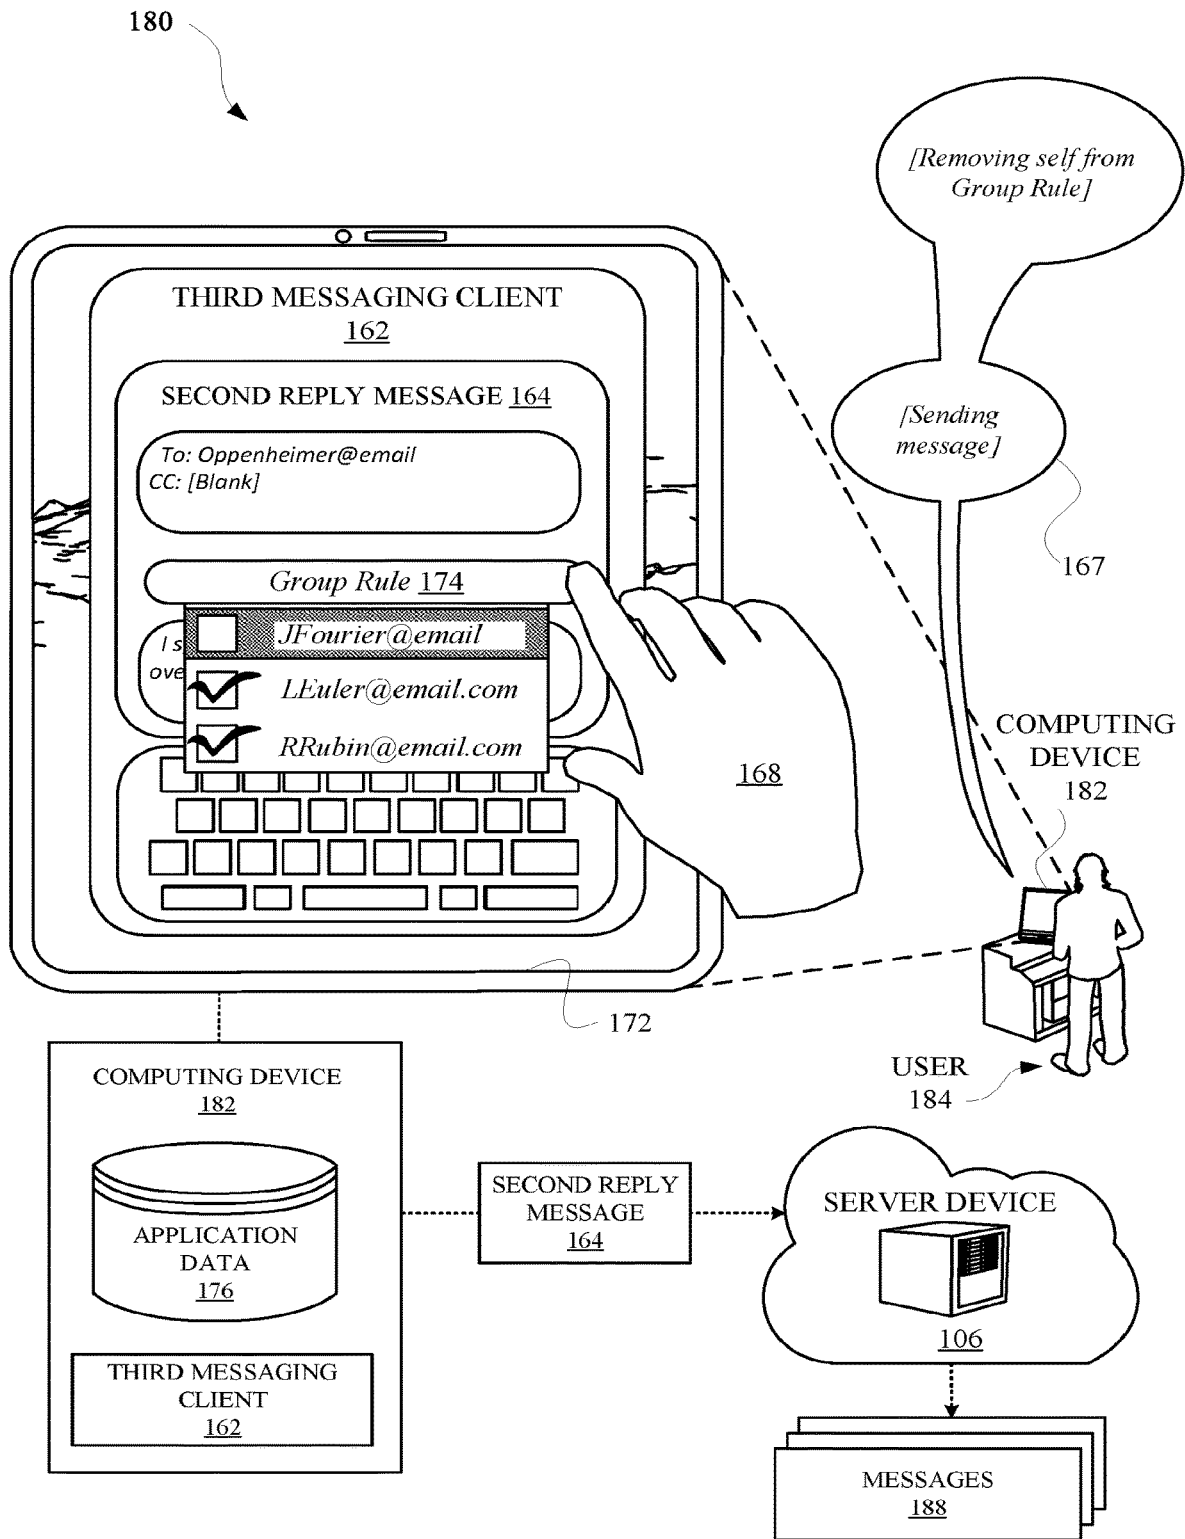 180
[Removing self from
Group Rule]
THIRD MESSAGING CLIENT
162
SECOND REPLY MESSAGE 164
To: Oppenheimer@email
CC: [Blank]
[Sending
message]
167
Group Rule 174
JFourier@email
I s
ove
LEuler@email.com
RRubin@email.com
168
COMPUTING
DEVICE
182
172
USER
184
COMPUTING DEVICE
182
APPLICATION
DATA
176
THIRD MESSAGING
CLIENT
162
SECOND REPLY
MESSAGE
164
SERVER DEVICE
106
MESSAGES
188